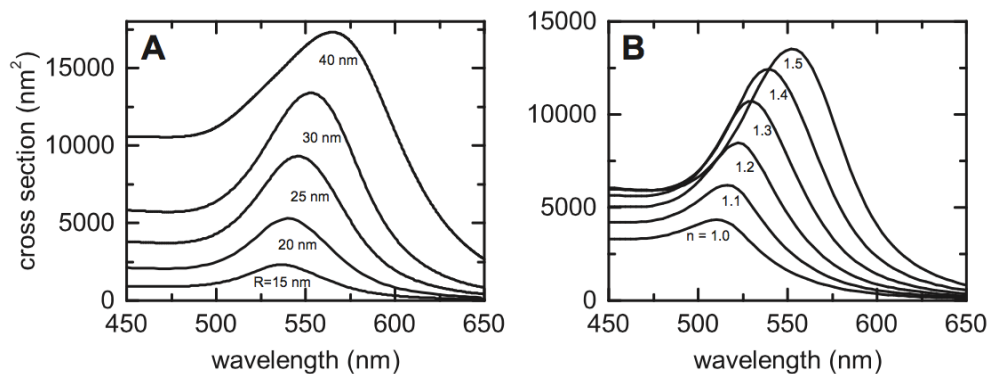 A
cross section (nm²)
15000
10000
5000
0
40 nm
30 nm
25 nm
20 nm
R=15 nm
450
500
550
600
650
wavelength (nm)
B
15000
10000
5000
0
1.5
1.4
1.3
1.2
1.1
n = 1.0
450
500
550
600
650
wavelength (nm)